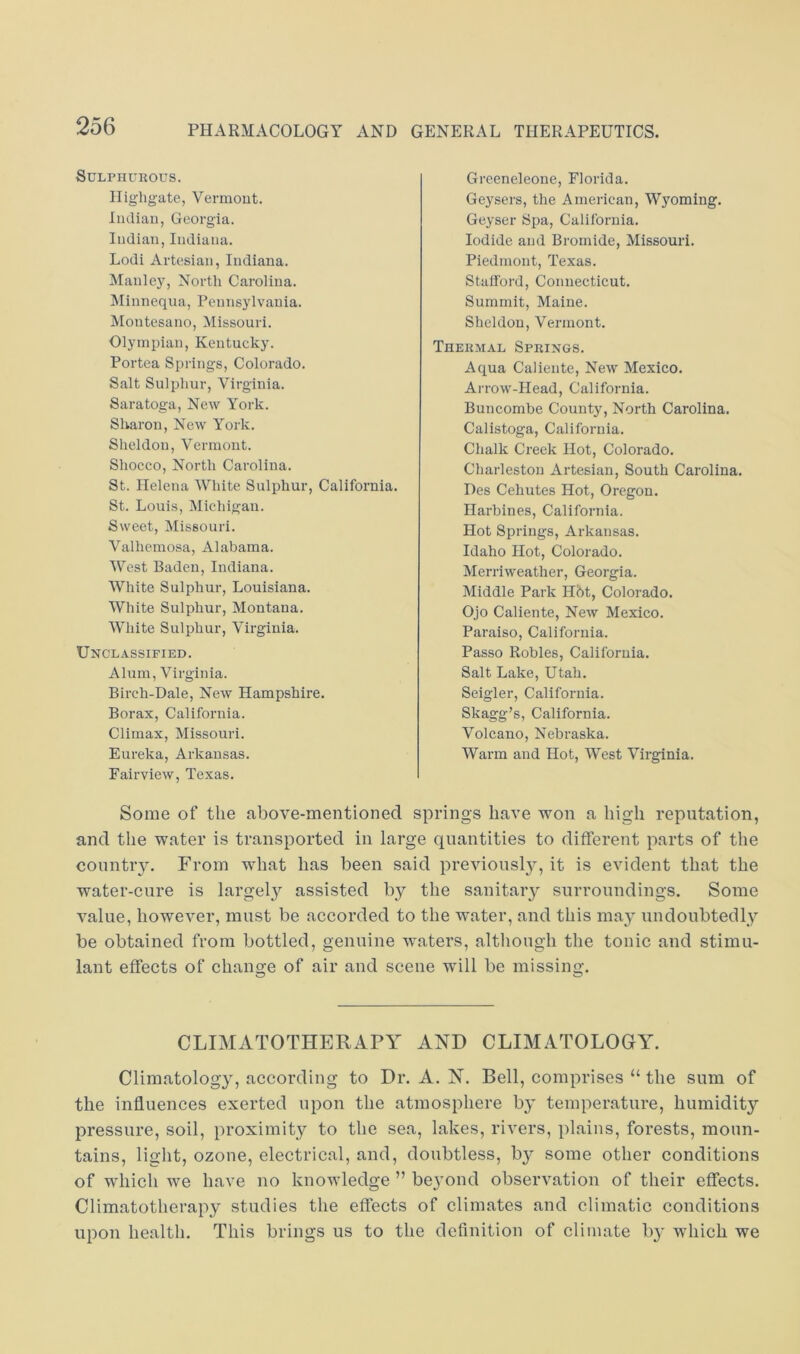 256
PHARMACOLOGY AND GENERAL THERAPEUTICS.
SULPHUROUS.
Highgate, Vermont.
Indian, Georgia.
Indian, Indiana.
Lodi Artesian, Indiana.
Manley, North Carolina.
Minnequa, Pennsylvania.
Montesano, Missouri.
Olympian, Kentucky.
Portea Springs, Colorado.
Salt Sulphur, Virginia.
Saratoga, New York.
Sharon, New York.
Sheldon, Vermont.
Shocco, North Carolina.
St. Helena White Sulphur, California.
St. Louis, Michigan.
Sweet, Missouri.
Valhemosa, Alabama.
West Baden, Indiana.
White Sulphur, Louisiana.
White Sulphur, Montana.
White Sulphur, Virginia.
UNCLASSIFIED.
Alum, Virginia.
Birch-Dale, New Hampshire.
Borax, California.
Climax, Missouri.
Eureka, Arkansas.
Fairview, Texas.
Greeneleone, Florida.
Geysers, the American, Wyoming.
Geyser Spa, California.
Iodide and Bromide, Missouri.
Piedmont, Texas.
Stafford, Connecticut.
Summit, Maine.
Sheldon, Vermont.
THERMAL SPRINGS.
Aqua Caliente, New Mexico.
Arrow-Head, California.
Buncombe County, North Carolina.
Calistoga, California.
Chalk Creek Hot, Colorado.
Charleston Artesian, South Carolina.
Des Cehutes Hot, Oregon.
Harbines, California.
Hot Springs, Arkansas.
Idaho Hot, Colorado.
Merriweather, Georgia.
Middle Park Hot, Colorado.
Ojo Caliente, New Mexico.
Paraiso, California.
Passo Robles, California.
Salt Lake, Utah.
Seigler, California.
Skagg's, California.
Volcano, Nebraska.
Warm and Hot, West Virginia.
Some of the above-mentioned springs have won a high reputation,
and the water is transported in large quantities to different parts of the
country. From what has been said previously, it is evident that the
water-cure is largely assisted by the sanitary surroundings. Some
value, however, must be accorded to the water, and this may undoubtedly
be obtained from bottled, genuine waters, although the tonic and stimu-
lant effects of change of air and scene will be missing.
CLIMATOTHERAPY AND CLIMATOLOGY.
Climatology, according to Dr. A. N. Bell, comprises “ the sum of
the influences exerted upon the atmosphere by temperature, humidity
pressure, soil, proximity to the sea, lakes, rivers, plains, forests, moun-
tains, light, ozone, electrical, and, doubtless, by some other conditions
of which we have no knowledge ” beyond observation of their effects.
Climatotherapy studies the effects of climates and climatic conditions
upon health. This brings us to the definition of climate by which we